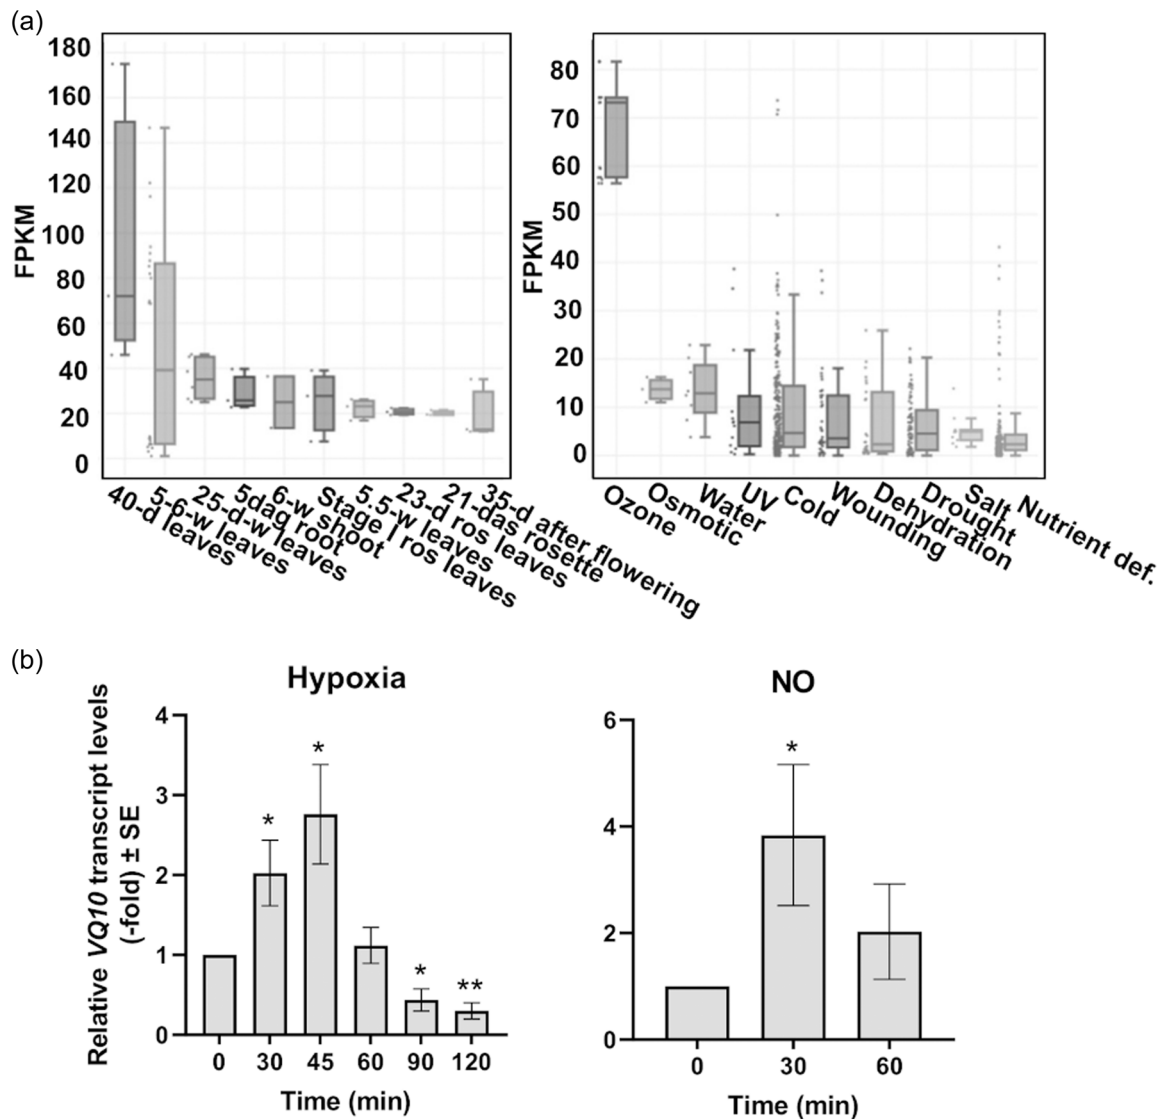 (a)
FPKM
180
160
140
120
100
80
60
40
20
0
40-d leaves
5-6-w leaves
25-d-w leaves
5dag root
6-w shoot
Stage I ros leaves
5.5-w leaves
23-d ros leaves
21-das rosette
35-d after flowering
FPKM
80
70
60
50
40
30
20
10
0
Ozone
Osmotic
Water
UV
Cold
Wounding
Dehydration
Drought
Salt
Nutrient def.
(b)
Hypoxia
Relative VQ10 transcript levels
(-fold) ± SE
4
3
2
1
0
*
*
*
**
0 30 45 60 90 120
Time (min)
NO
6
4
2
0
*
0 30 60
Time (min)